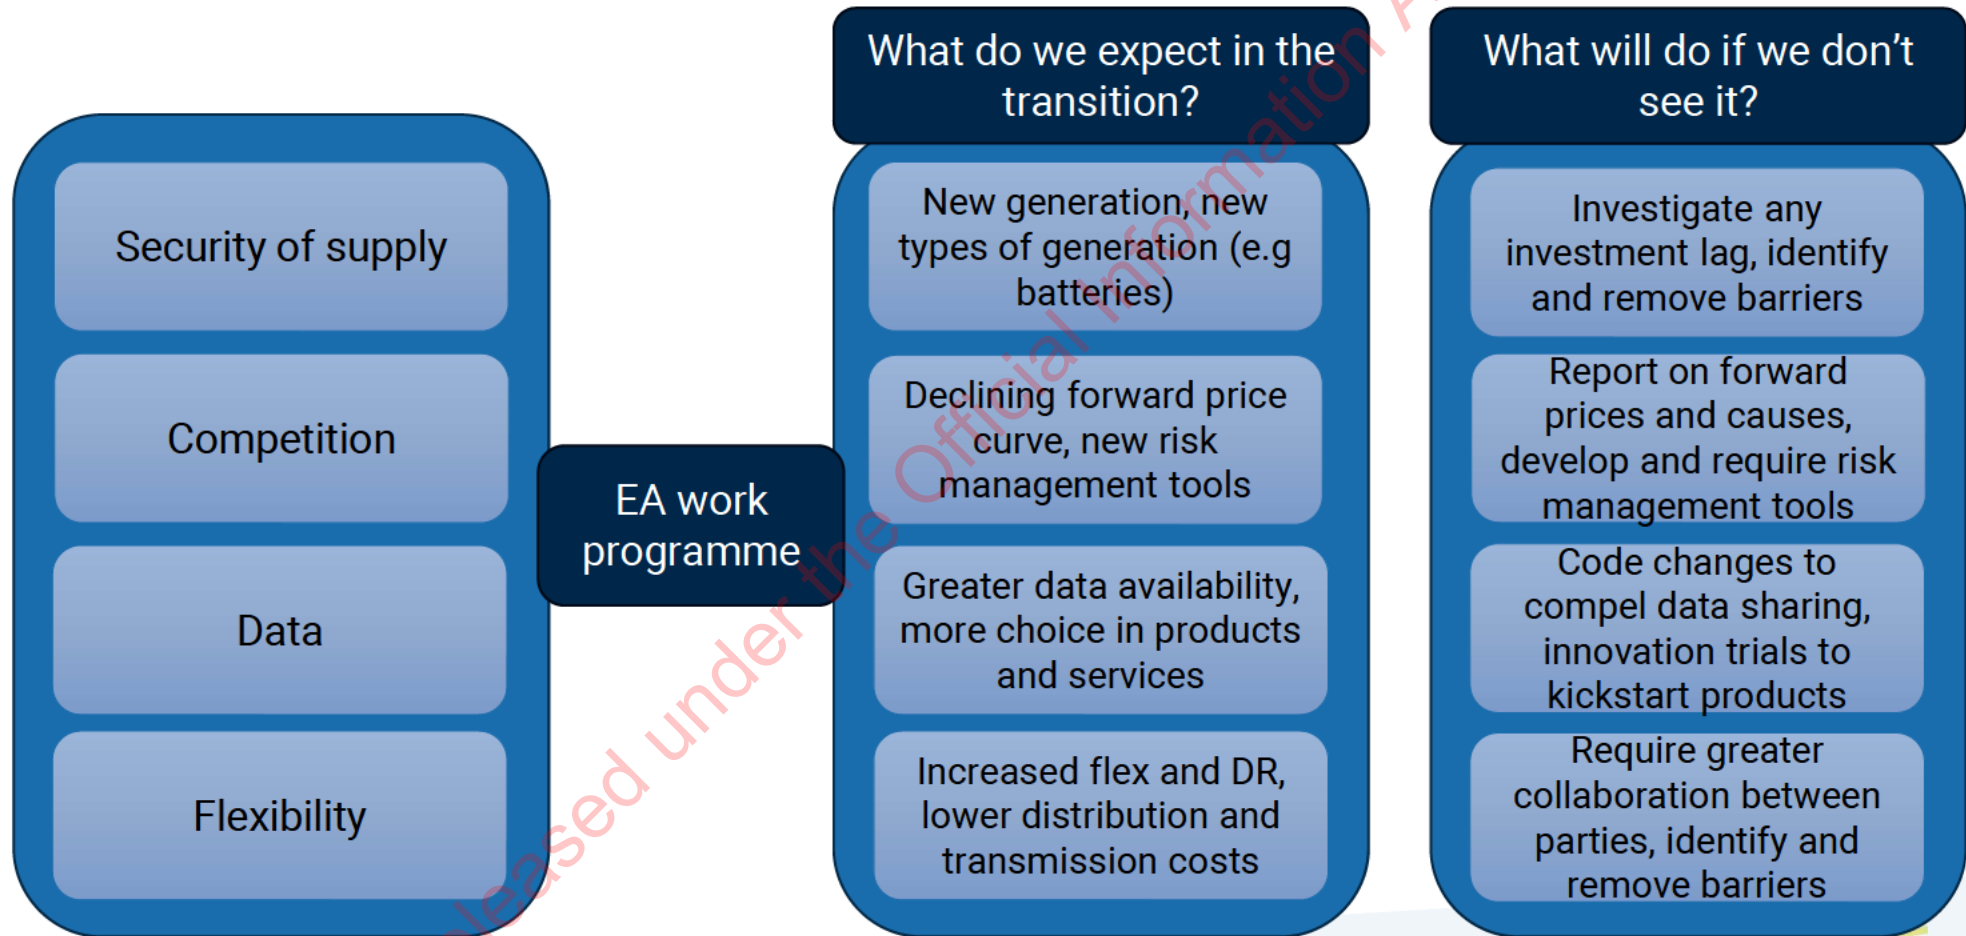 Security of supply
Competition
Data
Flexibility
EA work
programme
What do we expect in the
transition?
New generation, new
types of generation (e.g
batteries)
Declining forward price
curve, new risk
management tools
Greater data availability,
more choice in products
and services
Increased flex and DR,
lower distribution and
transmission costs
What will do if we don't
see it?
Investigate any
investment lag, identify
and remove barriers
Report on forward
prices and causes,
develop and require risk
management tools
Code changes to
compel data sharing,
innovation trials to
kickstart products
Require greater
collaboration between
parties, identify and
remove barriers
eleased under the Official Information A